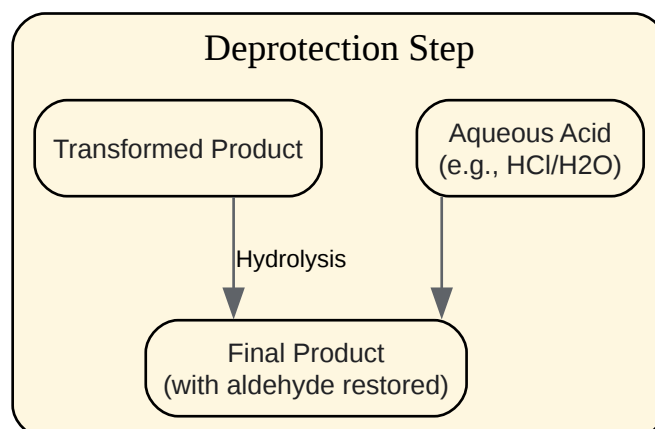 Deprotection Step
Transformed Product
Aqueous Acid
(e.g., HCl/H2O)
Hydrolysis
Final Product
(with aldehyde restored)